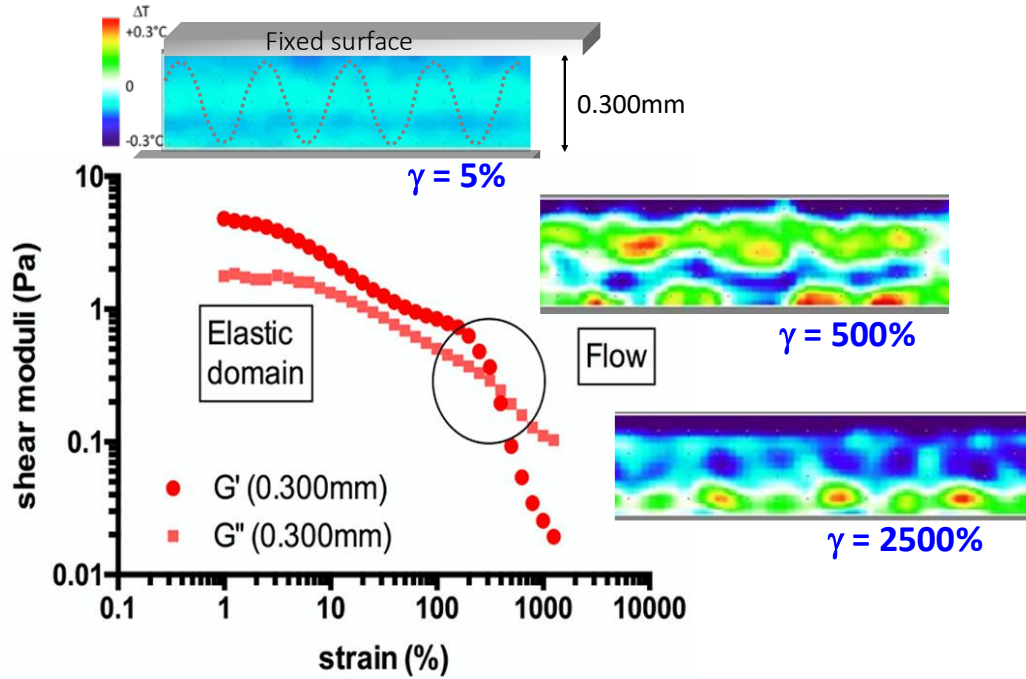 ΔT
+0.3°C
0
-0.3°C
Fixed surface
0.300mm
γ = 5%
γ = 500%
γ = 2500%
shear moduli (Pa)
10
1
0.1
0.01
Elastic
domain
Flow
G' (0.300mm)
G" (0.300mm)
0.1
1
10
100
1000
10000
strain (%)